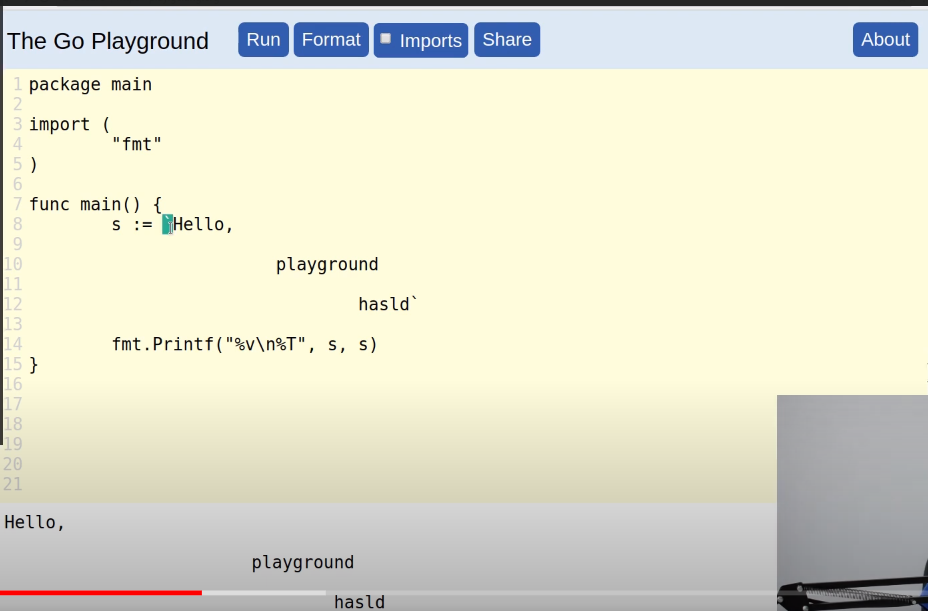 The Go Playground Run Format Imports Share About
1 package main
2
3 import (
4 "fmt"
5 )
6
7 func main() {
8 s := `Hello,
9
10 playground
11
12 hasld`
13
14 fmt.Printf("%v\n%T", s, s)
15 }
16
17
18
19
20
21
Hello,
playground
hasld